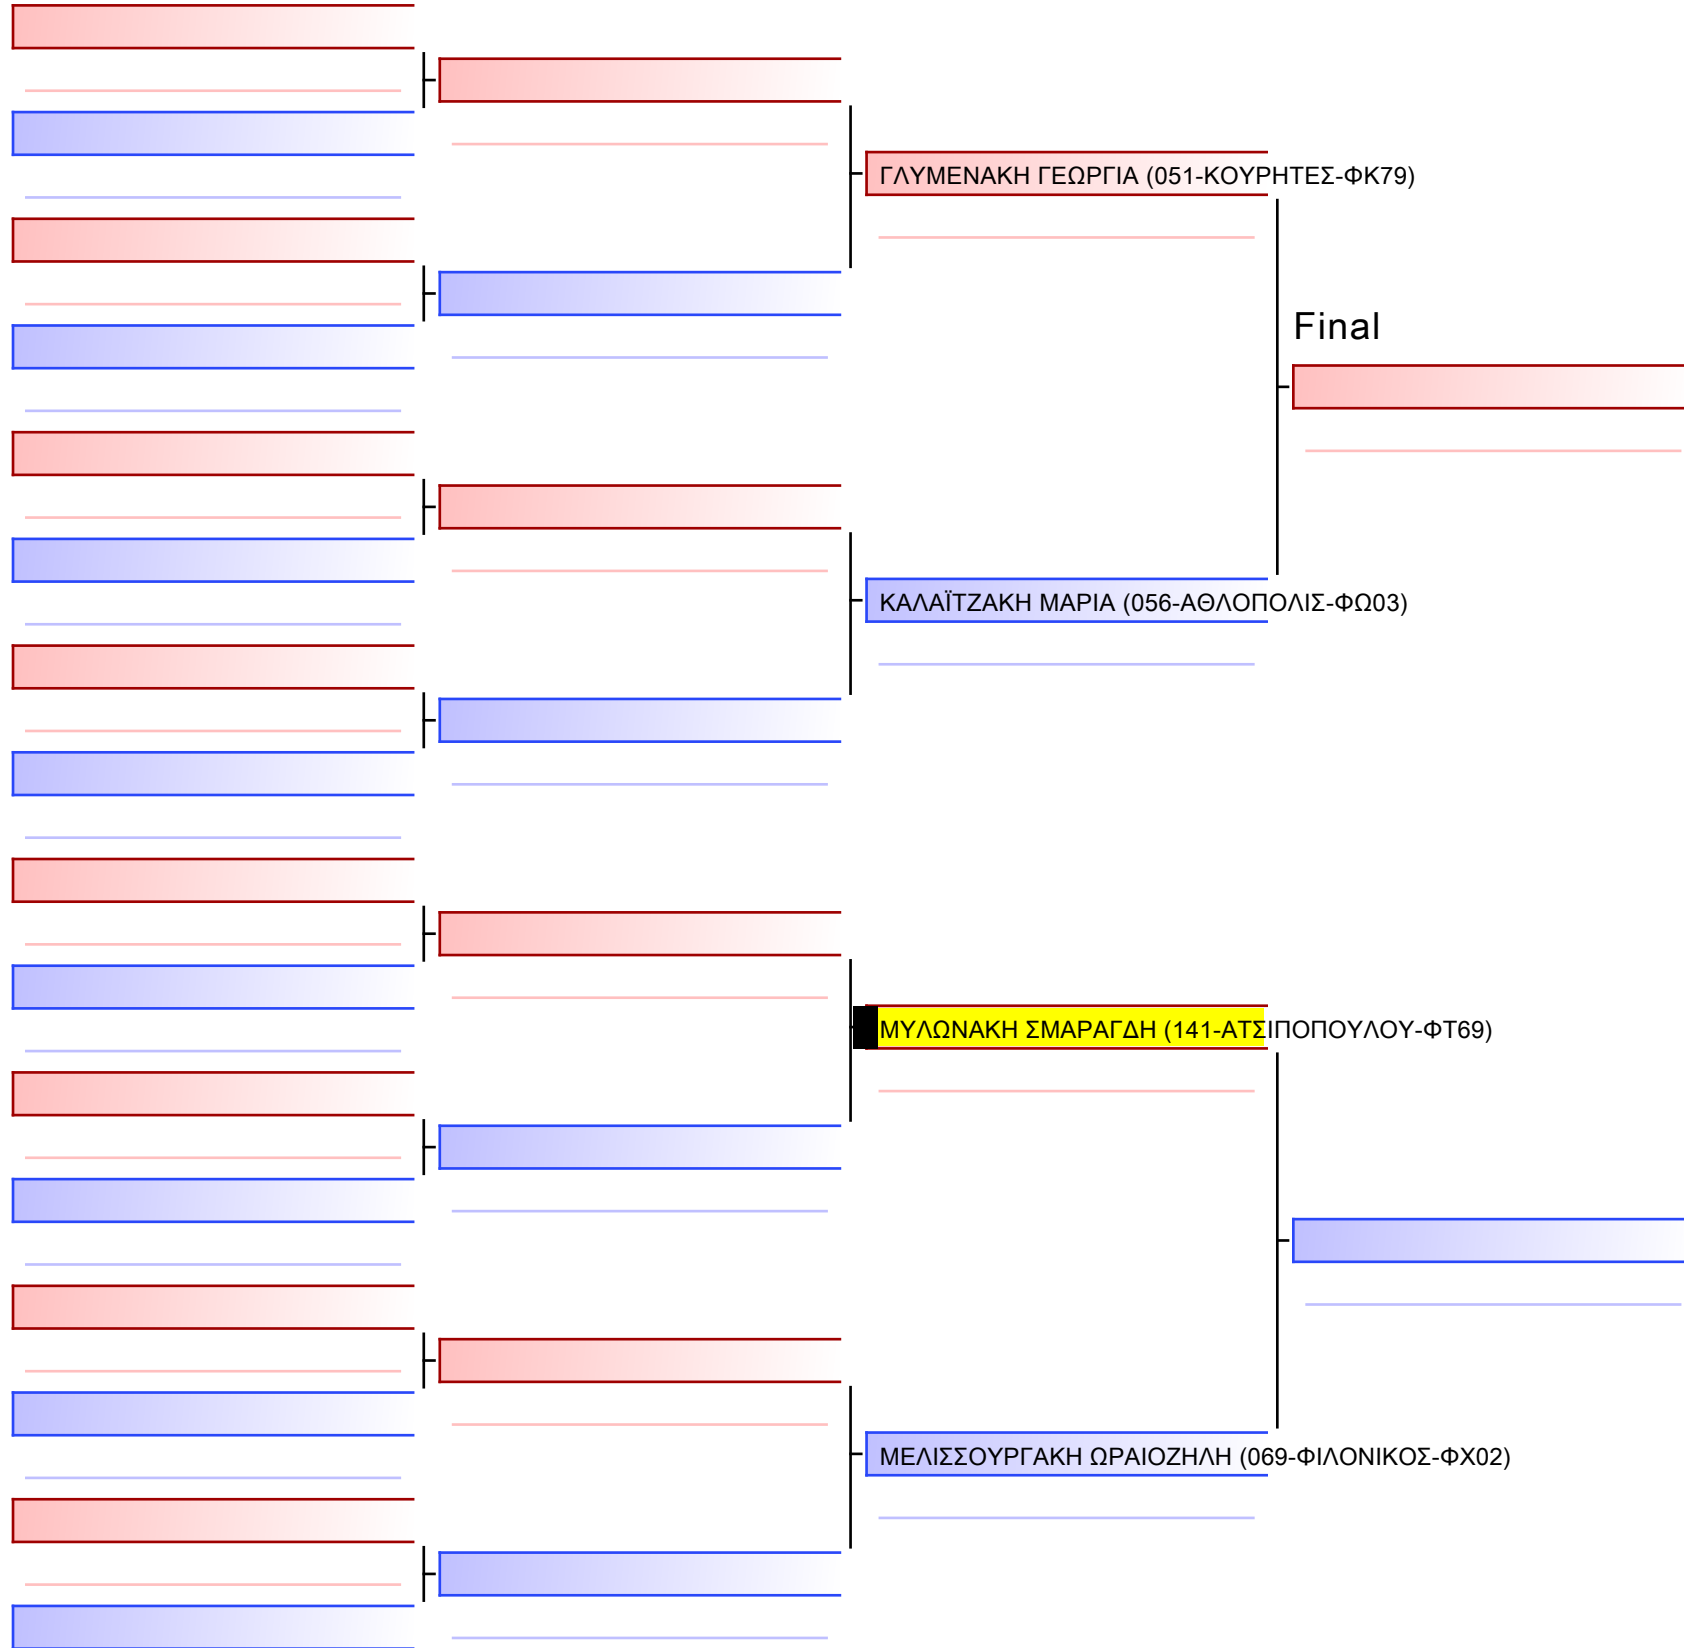 ΓΛΥΜΕΝΑΚΗ ΓΕΩΡΓΙΑ (051-ΚΟΥΡΗΤΕΣ-ΦΚ79)
Final
ΚΑΛΑΪΤΖΑΚΗ ΜΑΡΙΑ (056-ΑΘΛΟΠΟΛΙΣ-ΦΩ03)
ΜΥΛΩΝΑΚΗ ΣΜΑΡΑΓΔΗ (141-ΑΤΣΙΠΟΠΟΥΛΟΥ-ΦΤ69)
ΜΕΛΙΣΣΟΥΡΓΑΚΗ ΩΡΑΙΟΖΗΛΗ (069-ΦΙΛΟΝΙΚΟΣ-ΦΧ02)